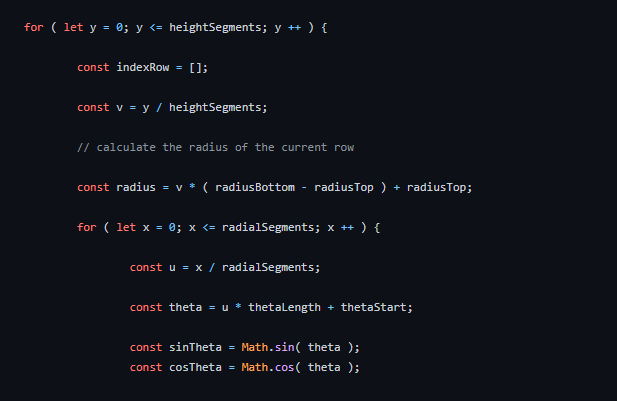 for ( let y = 0; y <= heightSegments; y ++ ) {
const indexRow = [];
const v = y / heightSegments;
// calculate the radius of the current row
const radius = v * ( radiusBottom - radiusTop ) + radiusTop;
for ( let x = 0; x <= radialSegments; x ++ ) {
const u = x / radialSegments;
const theta = u * thetaLength + thetaStart;
const sinTheta = Math.sin( theta );
const cosTheta = Math.cos( theta );